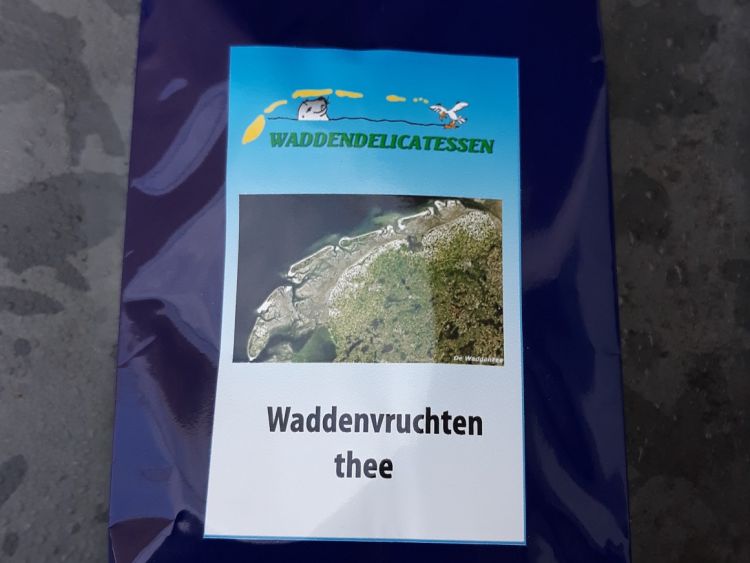 WADDENDELICATESSEN
De Waddenzee
Waddenvruchten
thee